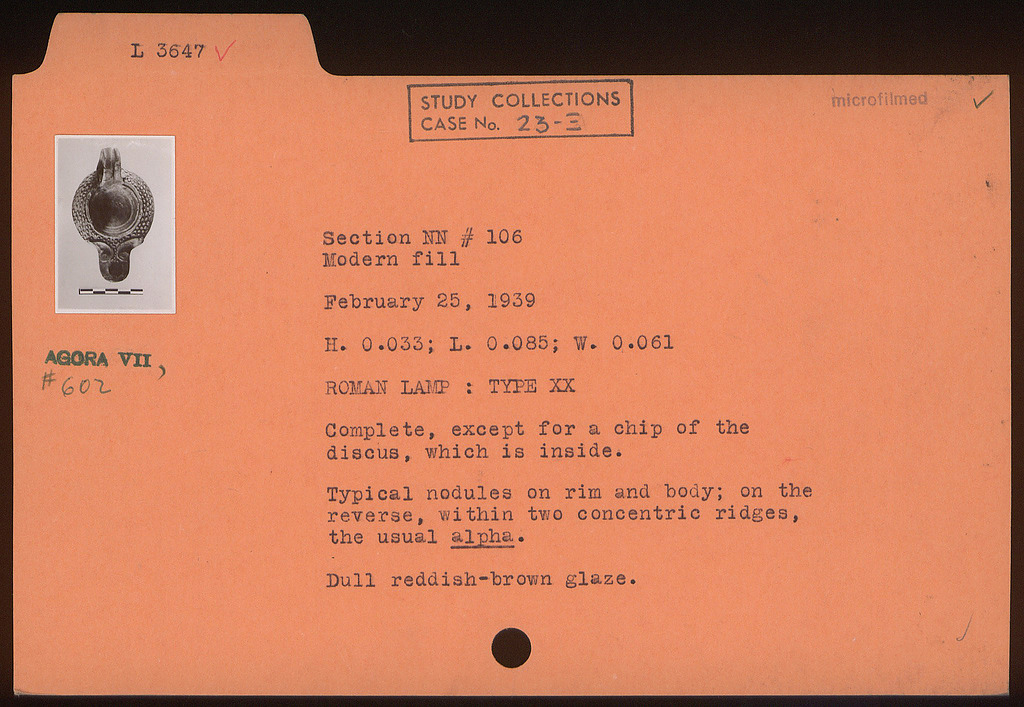 L 3647
STUDY COLLECTIONS
CASE No. 23-Ξ
microfilmed
Section NN # 106
Modern fill
February 25, 1939
H. 0.033; L. 0.085; W. 0.061
ROMAN LAMP : TYPE XX
Complete, except for a chip of the
discus, which is inside.
Typical nodules on rim and body; on the
reverse, within two concentric ridges,
the usual alpha.
Dull reddish-brown glaze.
AGORA VII,
#602